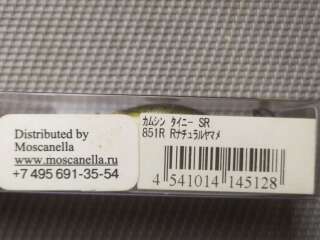 Distributed by
Moscanella
www.moscanella.ru
+7 495 691-35-54
カムシン タイニー SR
851R Rナチュラルヤマメ
4 541014 145128